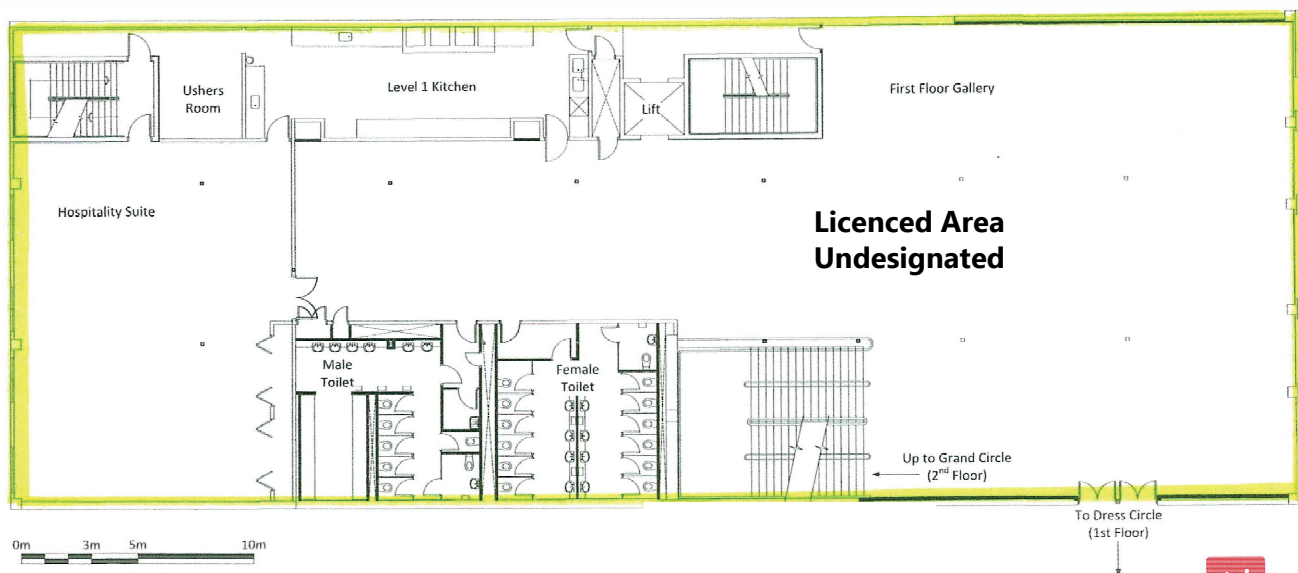 Ushers
Room
Level 1 Kitchen
Lift
First Floor Gallery
Hospitality Suite
Licenced Area
Undesignated
Male
Toilet
Female
Toilet
Up to Grand Circle
(2nd Floor)
To Dress Circle
(1st Floor)
0m 3m 5m 10m